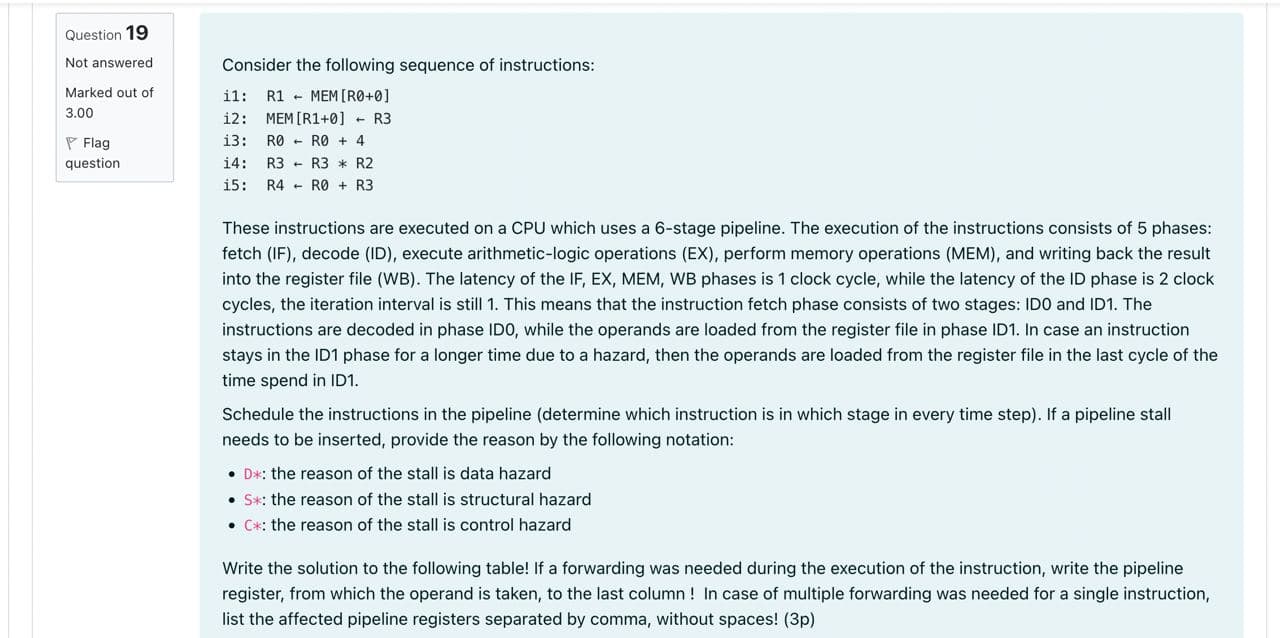 Question 19
Not answered
Marked out of
3.00
Flag
question
Consider the following sequence of instructions:
i1: R1 ← MEM[R0+0]
i2: MEM[R1+0] ← R3
i3: R0 ← R0 + 4
i4: R3 ← R3 * R2
i5: R4 ← R0 + R3
These instructions are executed on a CPU which uses a 6-stage pipeline. The execution of the instructions consists of 5 phases:
fetch (IF), decode (ID), execute arithmetic-logic operations (EX), perform memory operations (MEM), and writing back the result
into the register file (WB). The latency of the IF, EX, MEM, WB phases is 1 clock cycle, while the latency of the ID phase is 2 clock
cycles, the iteration interval is still 1. This means that the instruction fetch phase consists of two stages: ID0 and ID1. The
instructions are decoded in phase ID0, while the operands are loaded from the register file in phase ID1. In case an instruction
stays in the ID1 phase for a longer time due to a hazard, then the operands are loaded from the register file in the last cycle of the
time spend in ID1.
Schedule the instructions in the pipeline (determine which instruction is in which stage in every time step). If a pipeline stall
needs to be inserted, provide the reason by the following notation:
• D*: the reason of the stall is data hazard
• S*: the reason of the stall is structural hazard
• C*: the reason of the stall is control hazard
Write the solution to the following table! If a forwarding was needed during the execution of the instruction, write the pipeline
register, from which the operand is taken, to the last column ! In case of multiple forwarding was needed for a single instruction,
list the affected pipeline registers separated by comma, without spaces! (3p)